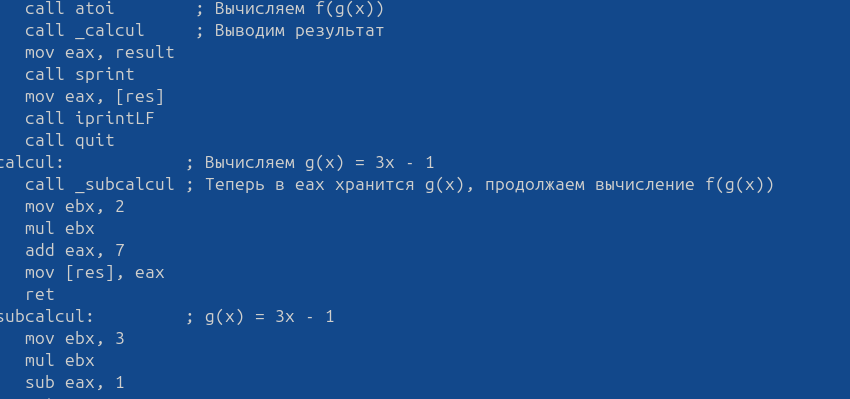 call atoi ; Вычисляем f(g(x))
call _calcul ; Выводим результат
mov eax, result
call sprint
mov eax, [res]
call iprintLF
call quit
calcul: ; Вычисляем g(x) = 3x - 1
call _subcalcul ; Теперь в eax хранится g(x), продолжаем вычисление f(g(x))
mov ebx, 2
mul ebx
add eax, 7
mov [res], eax
ret
subcalcul: ; g(x) = 3x - 1
mov ebx, 3
mul ebx
sub eax, 1